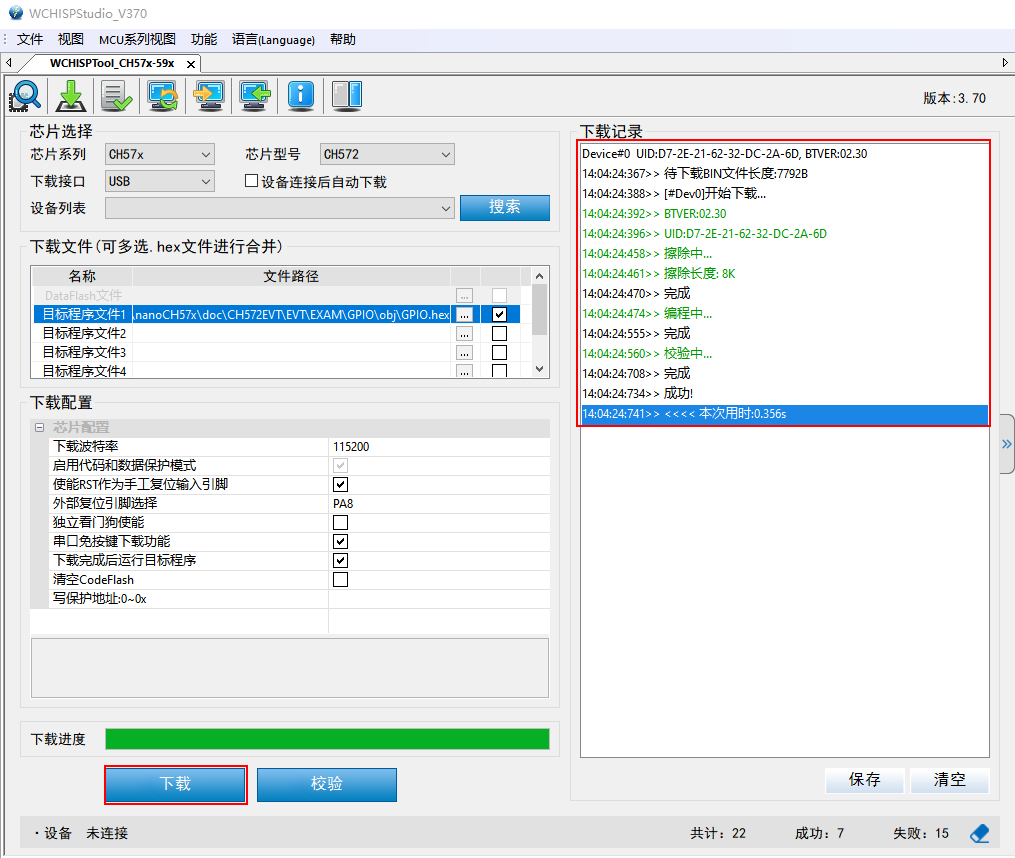 WCHISPStudio_V370
文件 视图 MCU系列视图 功能 语言(Language) 帮助
WCHISPTool_CH57x-59x
版本:3.70
芯片选择
芯片系列 CH57x 芯片型号 CH572
下载接口 USB 设备连接后自动下载
设备列表 搜索
下载文件(可多选.hex文件进行合并)
名称 文件路径
DataFlash文件 ...
目标程序文件1 .\nanoCH57x\doc\CH572EVT\EVT\EXAM\GPIO\obj\GPIO.hex ...
目标程序文件2 ...
目标程序文件3 ...
目标程序文件4 ...
下载配置
芯片配置
下载波特率 115200
启用代码和数据保护模式
使能RST作为手工复位输入引脚
外部复位引脚选择 PA8
独立看门狗使能
串口免按键下载功能
下载完成后运行目标程序
清空CodeFlash
写保护地址:0~0x
下载进度
下载 校验
下载记录
Device#0 UID:D7-2E-21-62-32-DC-2A-6D, BTVER:02.30
14:04:24:367>> 待下载BIN文件长度:7792B
14:04:24:388>> [#Dev0]开始下载...
14:04:24:392>> BTVER:02.30
14:04:24:396>> UID:D7-2E-21-62-32-DC-2A-6D
14:04:24:458>> 擦除中...
14:04:24:461>> 擦除长度: 8K
14:04:24:470>> 完成
14:04:24:474>> 编程中...
14:04:24:555>> 完成
14:04:24:560>> 校验中...
14:04:24:708>> 完成
14:04:24:734>> 成功!
14:04:24:741>> <<<< 本次用时:0.356s
保存 清空
·设备 未连接 共计: 22 成功: 7 失败: 15